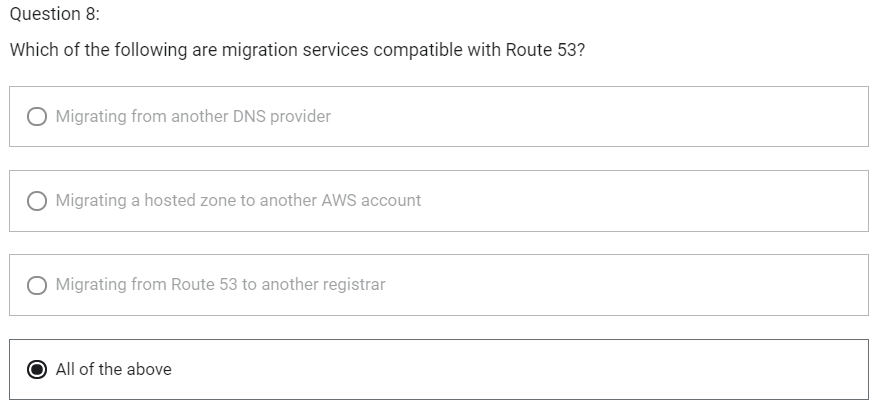 Question 8:
Which of the following are migration services compatible with Route 53?
Migrating from another DNS provider
Migrating a hosted zone to another AWS account
Migrating from Route 53 to another registrar
All of the above